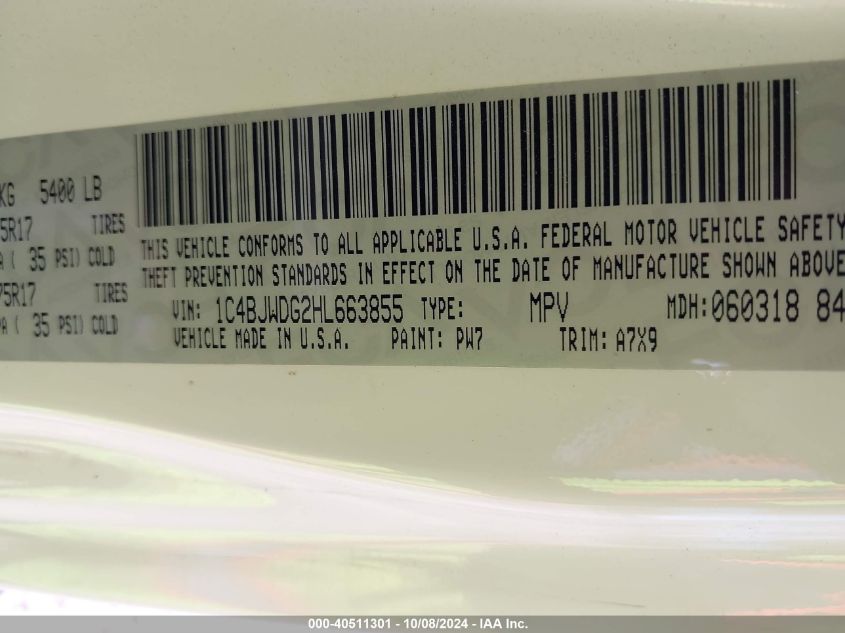 KG 5400 LB
5R17 TIRES
A ( 35 PSI) COLD
75R17 TIRES
PA ( 35 PSI) COLD
THIS VEHICLE CONFORMS TO ALL APPLICABLE U.S.A. FEDERAL MOTOR VEHICLE SAFETY
THEFT PREVENTION STANDARDS IN EFFECT ON THE DATE OF MANUFACTURE SHOWN ABOVE
VIN: 1C4BJWDG2HL663855 TYPE: MPV MDH:060318 84
VEHICLE MADE IN U.S.A. PAINT: PW7 TRIM: A7X9
000-40511301 - 10/08/2024 - IAA Inc.